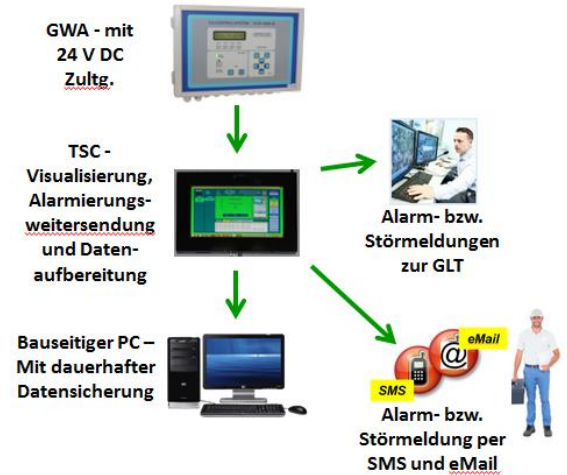 GWA - mit
24 V DC
Zultg.
TSC -
Visualisierung,
Alarmierungs-
weitersendung
und Daten-
aufbereitung
Alarm- bzw.
Störmeldungen
zur GLT
Bauseitiger PC –
Mit dauerhafter
Datensicherung
eMail
@
SMS
Alarm- bzw.
Störmeldung per
SMS und eMail